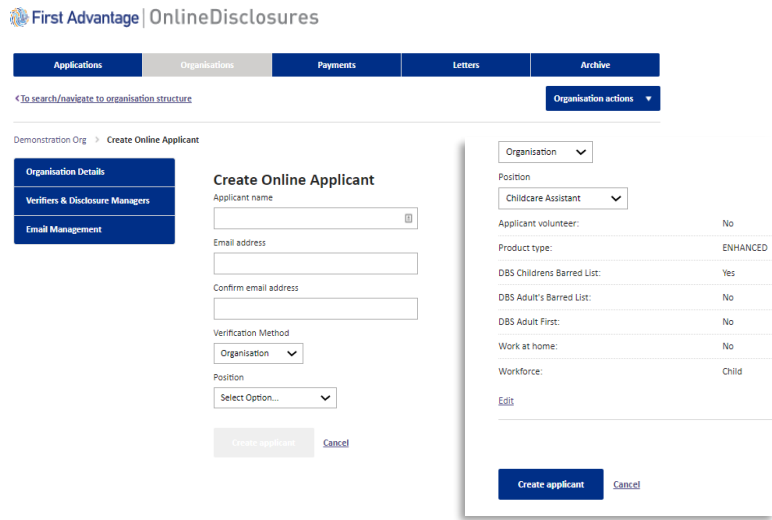 First Advantage | OnlineDisclosures
Applications Organisations Payments Letters Archive
To search/navigate to organisation structure
Organisation actions
Demonstration Org > Create Online Applicant
Organisation Details
Verifiers & Disclosure Managers
Email Management
Create Online Applicant
Applicant name
Email address
Confirm email address
Verification Method
Organisation
Position
Select Option...
Create applicant Cancel
Organisation
Position
Childcare Assistant
Applicant volunteer: No
Product type: ENHANCED
DBS Childrens Barred List: Yes
DBS Adult's Barred List: No
DBS Adult First: No
Work at home: No
Workforce: Child
Edit
Create applicant Cancel